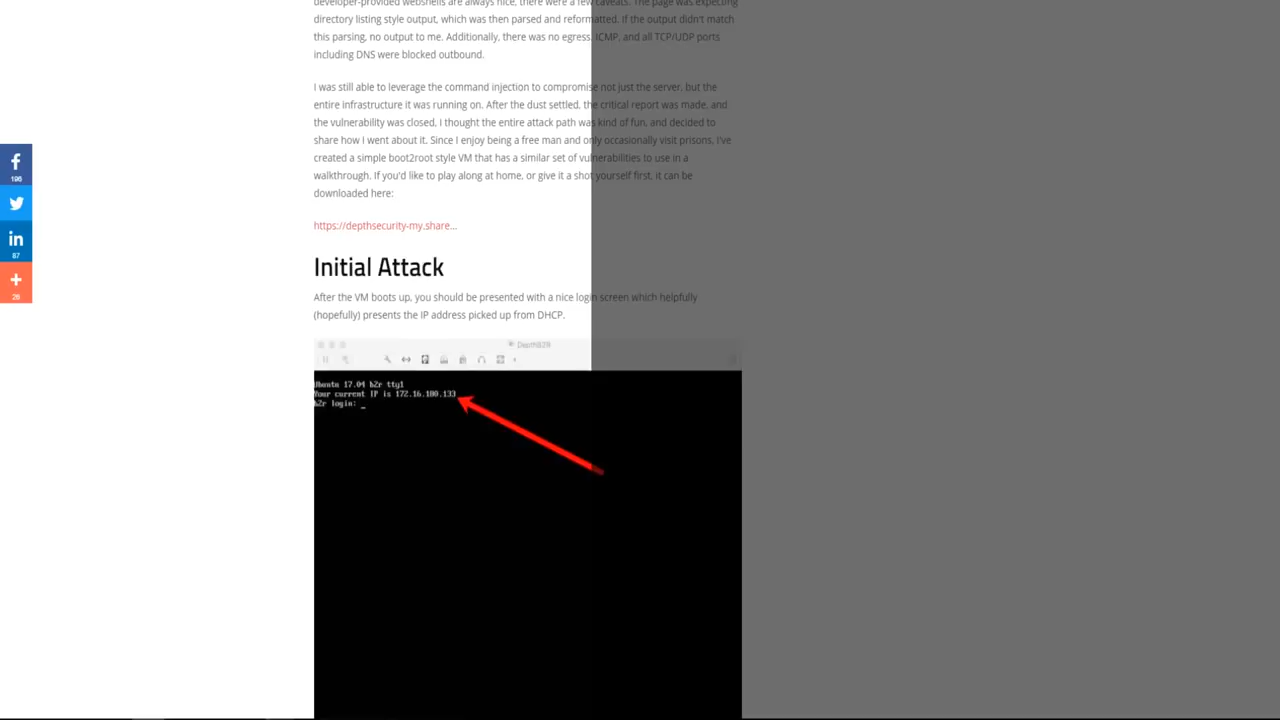 developer-provided webshells are always nice, there were a few caveats. The page was expecting
directory listing style output, which was then parsed and reformatted. If the output didn't match
this parsing, no output to me. Additionally, there was no egress. ICMP, and all TCP/UDP ports
including DNS were blocked outbound.
I was still able to leverage the command injection to compromise not just the server, but the
entire infrastructure it was running on. After the dust settled, the critical report was made, and
the vulnerability was closed, I thought the entire attack path was kind of fun, and decided to
share how I went about it. Since I enjoy being a free man and only occasionally visit prisons, I've
created a simple boot2root style VM that has a similar set of vulnerabilities to use in a
walkthrough. If you'd like to play along at home, or give it a shot yourself first, it can be
downloaded here:
https://depthsecurity-my.share...
Initial Attack
After the VM boots up, you should be presented with a nice login screen which helpfully
(hopefully) presents the IP address picked up from DHCP.
DepthB2R
Ubuntu 17.04 b2r tty1
Your current IP is 172.16.180.133
b2r login: _
196
in
87
28